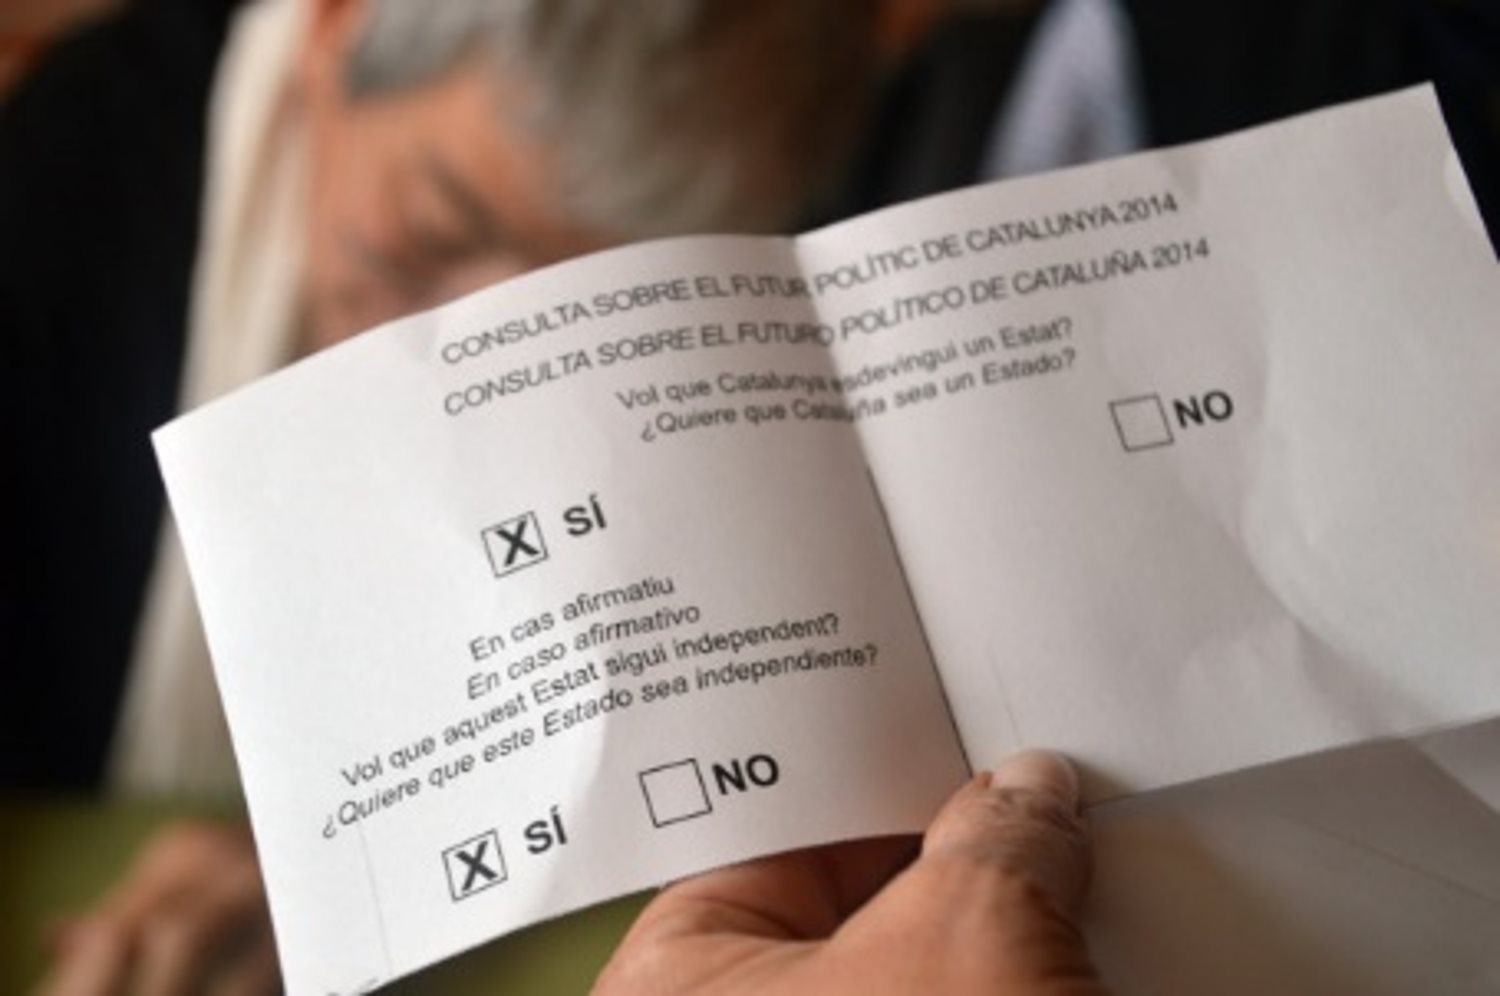 CONSULTA SOBRE EL FUTUR POLÍTIC DE CATALUNYA 2014
CONSULTA SOBRE EL FUTURO POLÍTICO DE CATALUÑA 2014
Vol que Catalunya esdevingui un Estat?
¿Quiere que Cataluña sea un Estado?
NO
X SÍ
En cas afirmatiu
En caso afirmativo
Vol que aquest Estat sigui independent?
¿Quiere que este Estado sea independiente?
X SÍ NO